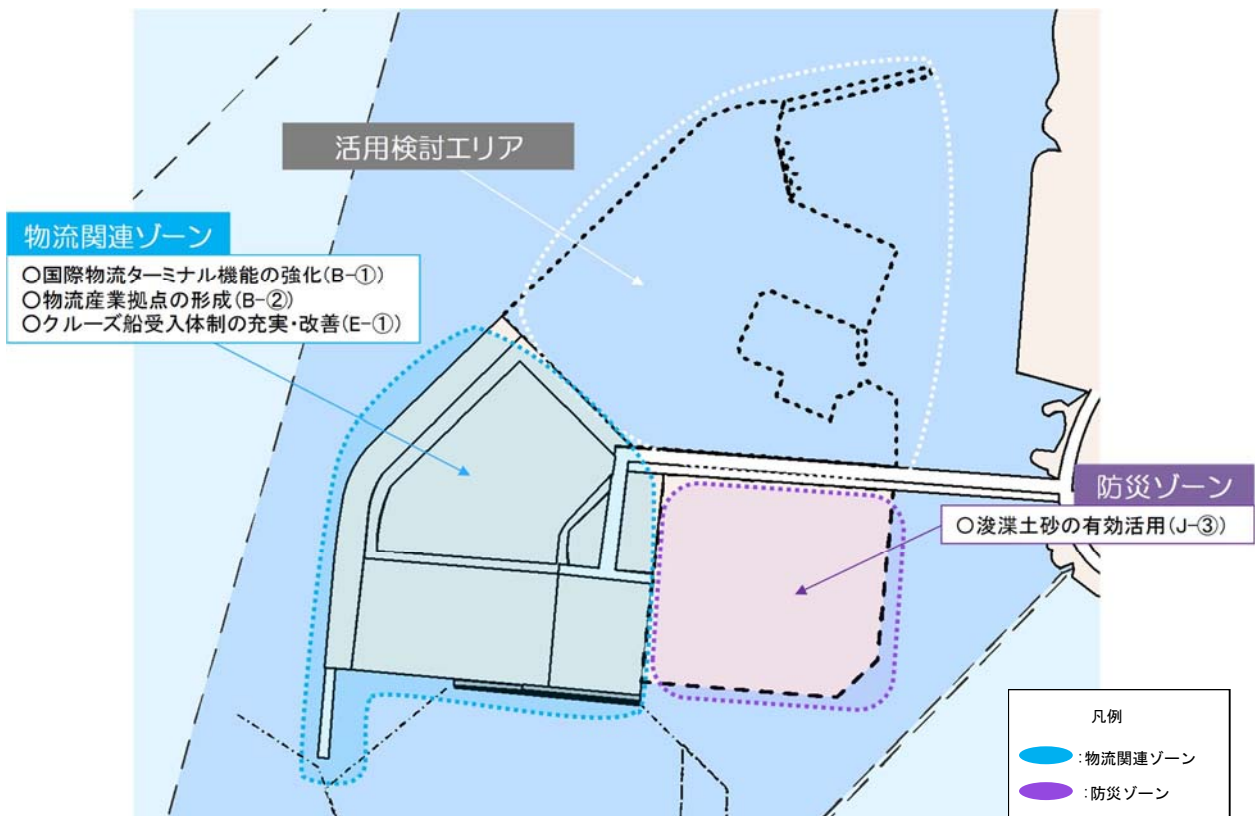 活用検討エリア
物流関連ゾーン
○国際物流ターミナル機能の強化(B-①)
○物流産業拠点の形成(B-②)
○クルーズ船受入体制の充実・改善(E-①)
防災ゾーン
○浚渫土砂の有効活用(J-③)
凡例
:物流関連ゾーン
:防災ゾーン